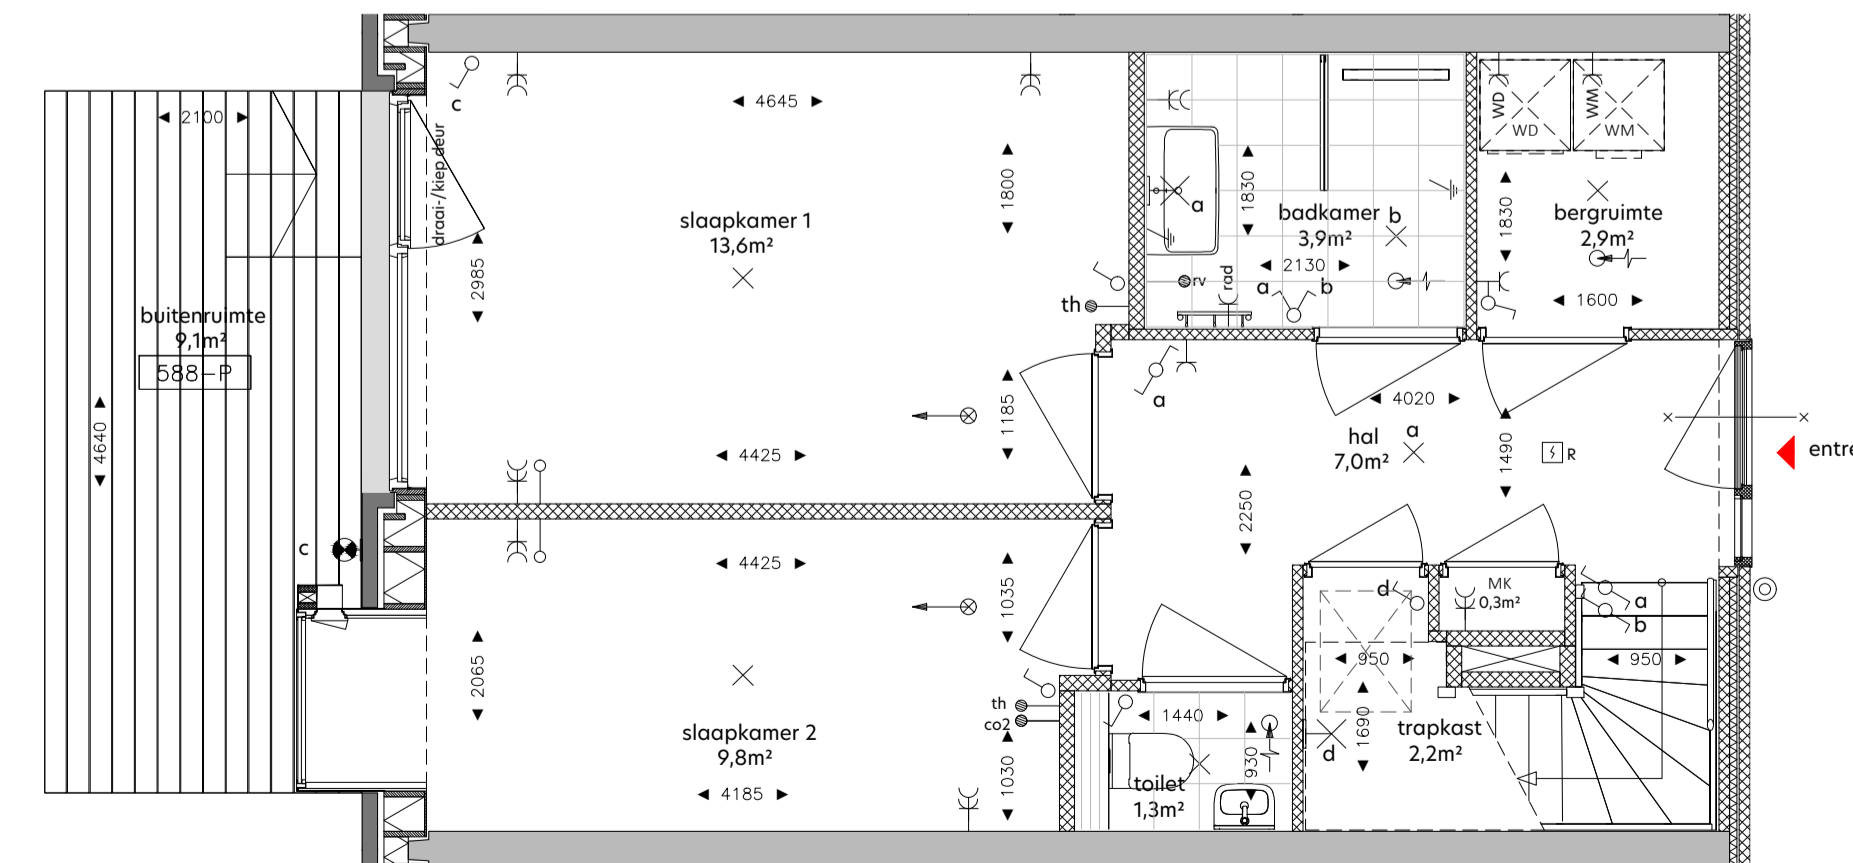 c
4645
2100
draai-/kiep deur
WD
WM
WD
WM
1800
1830
1830
a
slaapkamer 1
13,6m²
badkamer
3,9m²
b
bergruimte
2,9m²
2985
2130
rv
rad
a
b
1600
th
buitenruimte
9,1m²
588-P
4640
1185
a
4020
hal
7,0m²
a
1490
R
entre
4425
2250
c
4425
1035
MK
0,3m²
d
a
b
2065
950
950
th
co2
1440
1690
trapkast
2,2m²
d
slaapkamer 2
9,8m²
1030
930
toilet
1,3m²
4185